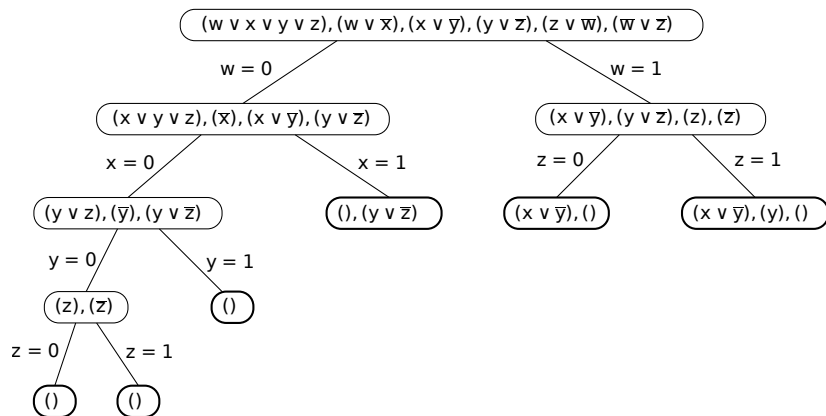 (w ∨ x ∨ y ∨ z), (w ∨ x̅), (x ∨ y̅), (y ∨ z̅), (z ∨ w̅), (w̅ ∨ z̅)
w = 0 w = 1
(x ∨ y ∨ z), (x̅), (x ∨ y̅), (y ∨ z̅) (x ∨ y̅), (y ∨ z̅), (z), (z̅)
x = 0 x = 1 z = 0 z = 1
(y ∨ z), (y̅), (y ∨ z̅) (), (y ∨ z̅) (x ∨ y̅), () (x ∨ y̅), (y), ()
y = 0 y = 1
(z), (z̅) ()
z = 0 z = 1
() ()